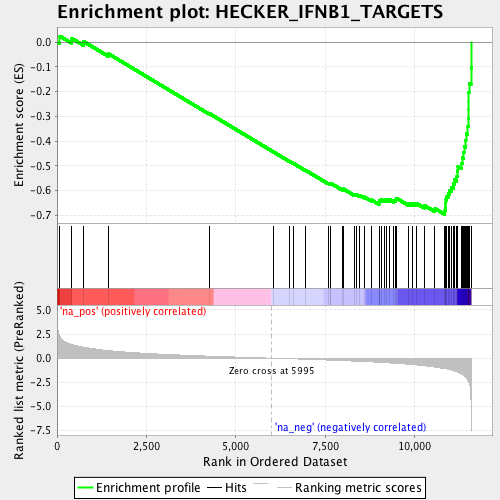 Enrichment plot: HECKER_IFNB1_TARGETS
Enrichment score (ES)
0.0
-0.1
-0.2
-0.3
-0.4
-0.5
-0.6
-0.7
'na_pos' (positively correlated)
Ranked list metric (PreRanked)
5.0
2.5
0.0
-2.5
-5.0
-7.5
Zero cross at 5995
'na_neg' (negatively correlated)
0
2,500
5,000
7,500
10,000
Rank in Ordered Dataset
Enrichment profile
Hits
Ranking metric scores